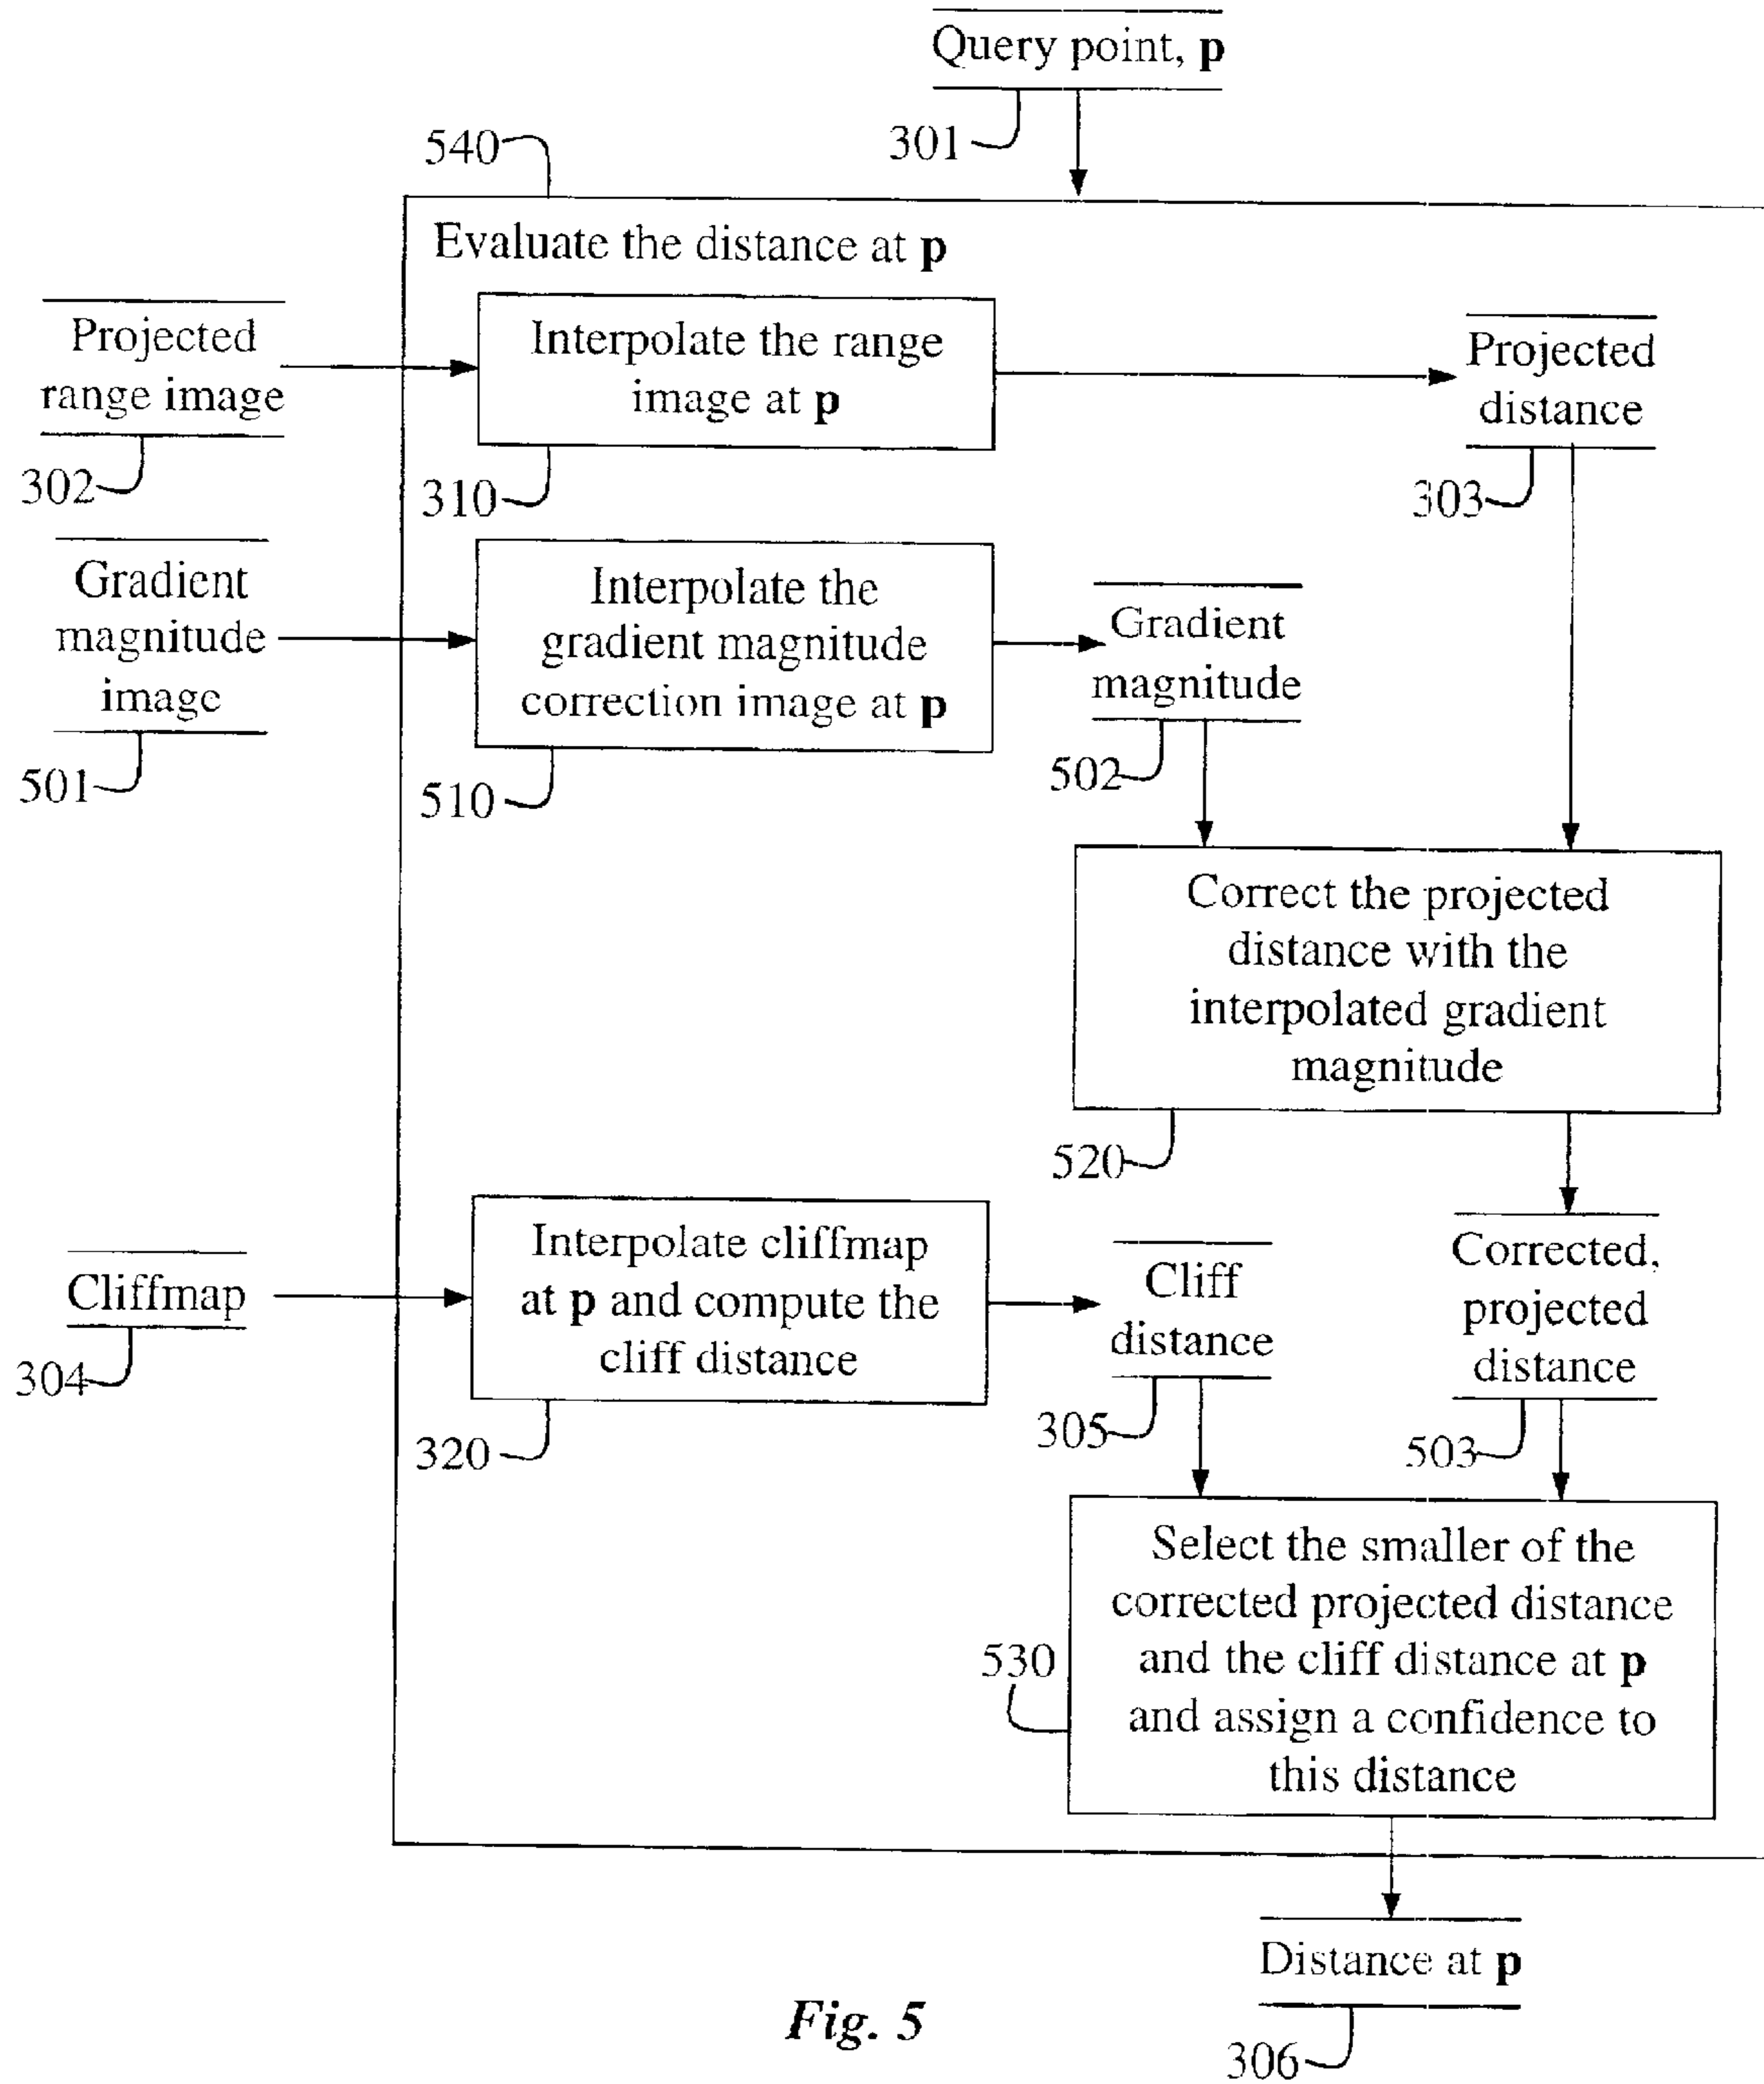 Query point, p
301
540
Evaluate the distance at p
Projected
range image
302
Interpolate the range
image at p
310
Projected
distance
303
Gradient
magnitude
image
501
Interpolate the
gradient magnitude
correction image at p
510
Gradient
magnitude
502
Correct the projected
distance with the
interpolated gradient
magnitude
520
Cliffmap
304
Interpolate cliffmap
at p and compute the
cliff distance
320
Cliff
distance
305
Corrected,
projected
distance
503
Select the smaller of the
corrected projected distance
and the cliff distance at p
and assign a confidence to
this distance
530
Distance at p
306
Fig. 5